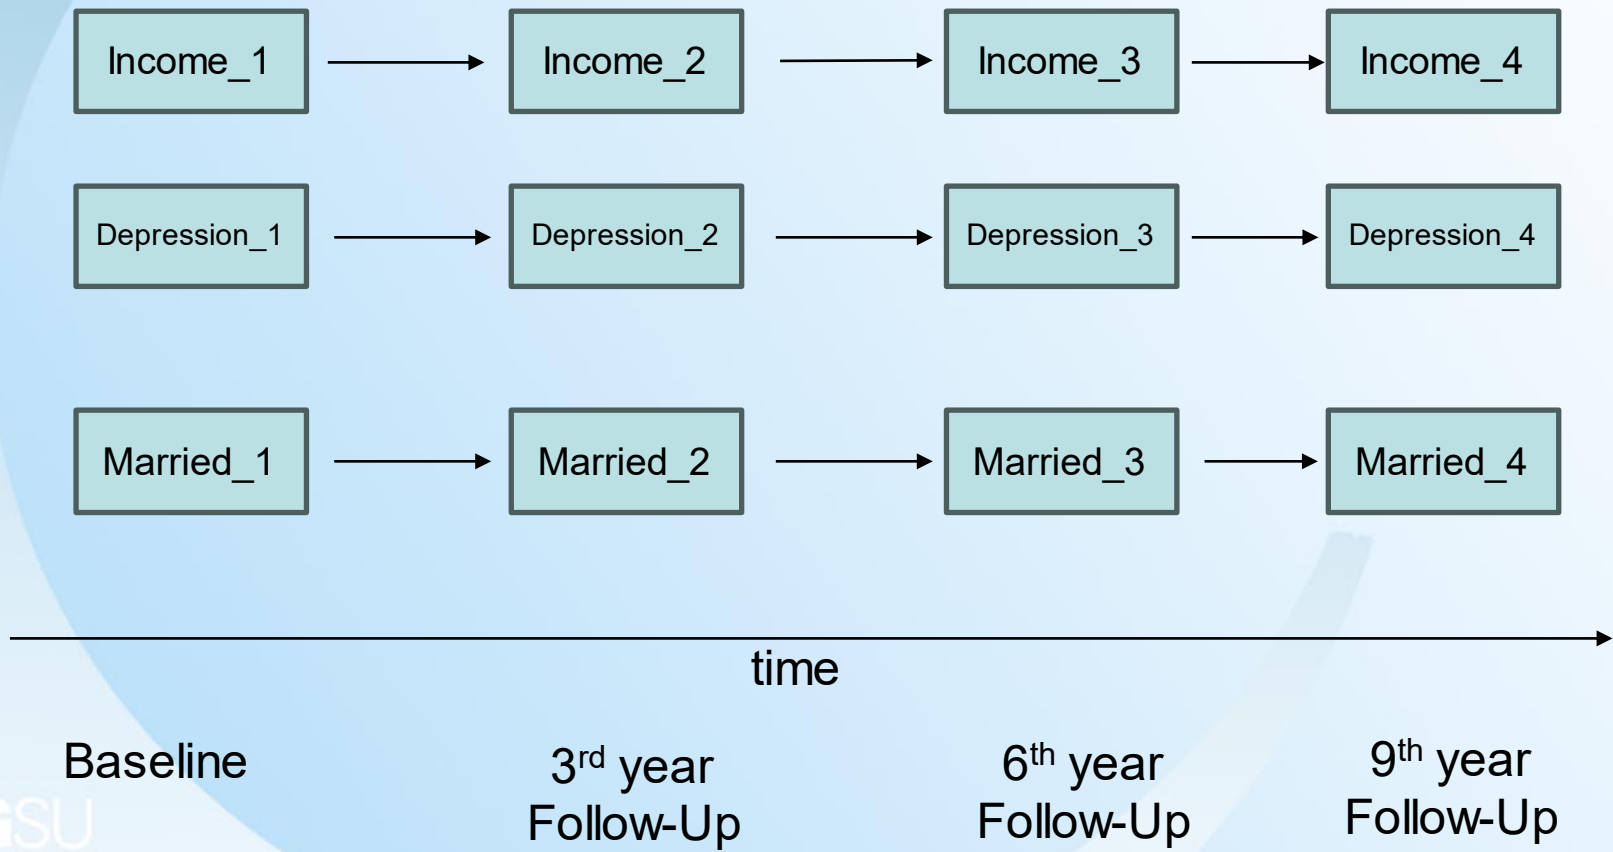 Income_1 Income_2 Income_3 Income_4
Depression_1 Depression_2 Depression_3 Depression_4
Married_1 Married_2 Married_3 Married_4
time
Baseline 3rd year 6th year 9th year
Follow-Up Follow-Up Follow-Up
SU